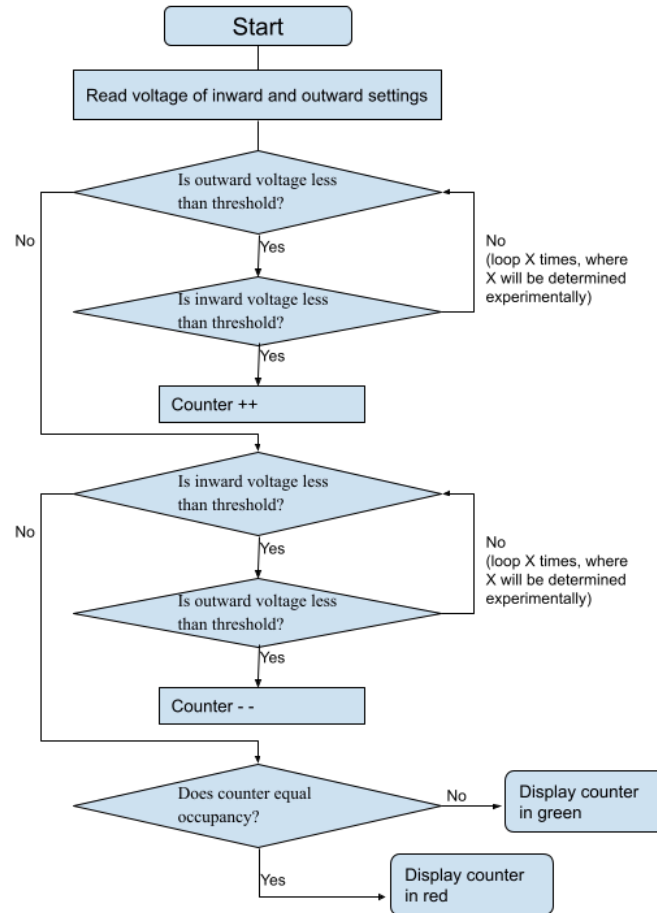 Start
Read voltage of inward and outward settings
Is outward voltage less
than threshold?
No
Yes
No
(loop X times, where
X will be determined
experimentally)
Is inward voltage less
than threshold?
Yes
Counter ++
Is inward voltage less
than threshold?
No
Yes
No
(loop X times, where
X will be determined
experimentally)
Is outward voltage less
than threshold?
Yes
Counter - -
Does counter equal
occupancy?
No
Display counter
in green
Yes
Display counter
in red